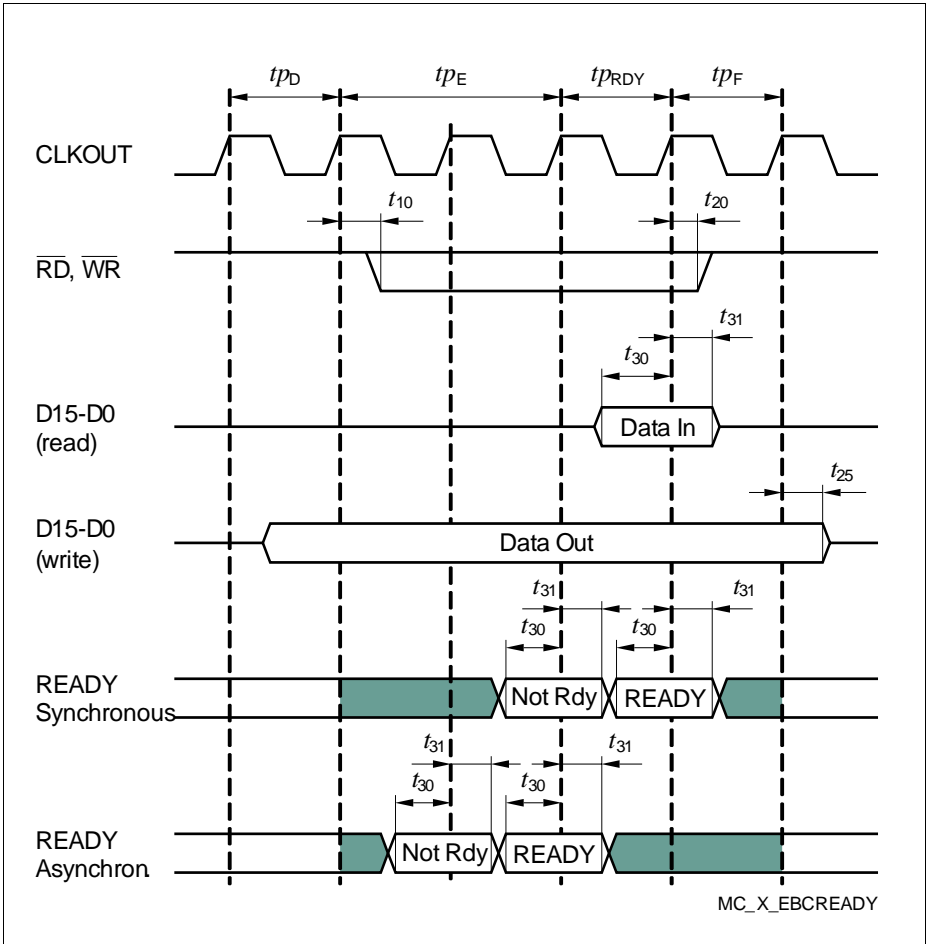 tpD tpE tpRDY tpF
CLKOUT
t10 t20
RD, WR
t31
t30
D15-D0
(read)
Data In
t25
D15-D0
(write)
Data Out
t31 t31
t30 t30
READY
Synchronous
Not Rdy READY
t31 t31
t30 t30
READY
Asynchron.
Not Rdy READY
MC_X_EBCREADY